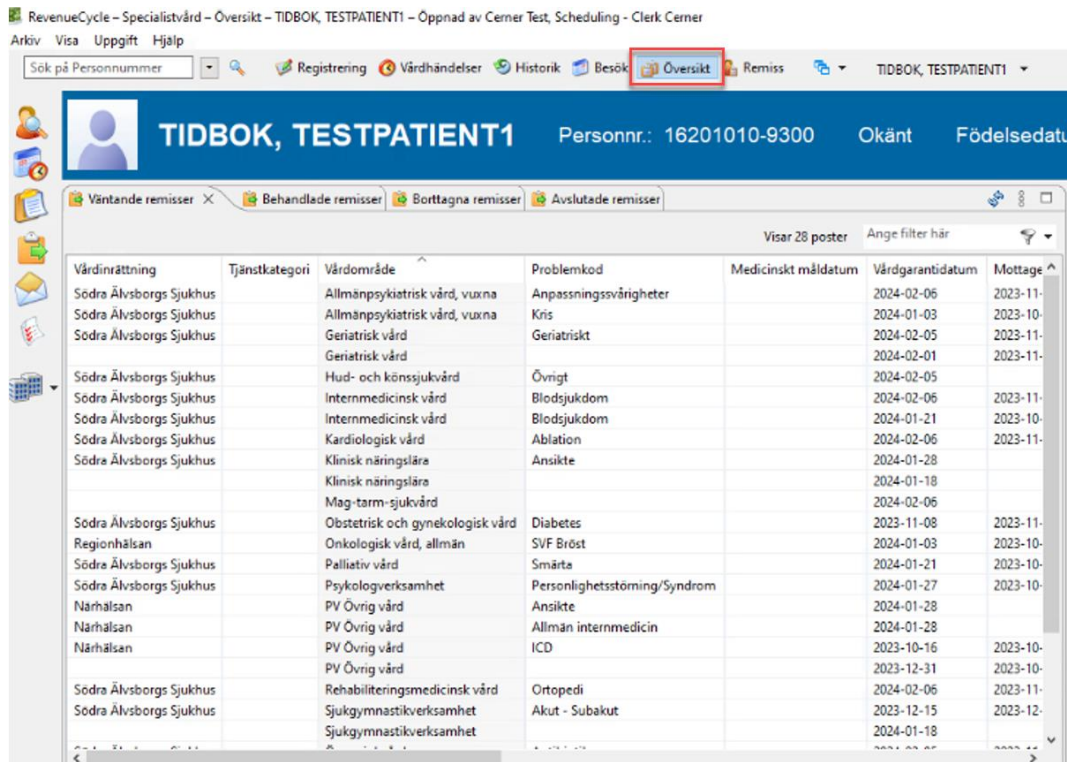 RevenueCycle – Specialistvård – Översikt – TIDBOK, TESTPATIENT1 – Öppnad av Cerner Test, Scheduling - Clerk Cerner
Arkiv Visa Uppgift Hjälp
Sök på Personnummer Registrering Vårdhändelser Historik Besök Översikt Remiss TIDBOK, TESTPATIENT1
TIDBOK, TESTPATIENT1 Personnr.: 16201010-9300 Okänt Födelsedatu
Väntande remisser Behandlade remisser Borttagna remisser Avslutade remisser
Visar 28 poster Ange filter här
Vårdinrättning Tjänstkategori Vårdområde Problemkod Medicinskt måldatum Vårdgarantidatum Mottage
Södra Älvsborgs Sjukhus Allmänpsykiatrisk vård, vuxna Anpassningssvårigheter 2024-02-06 2023-11-
Södra Älvsborgs Sjukhus Allmänpsykiatrisk vård, vuxna Kris 2024-01-03 2023-10-
Södra Älvsborgs Sjukhus Geriatrisk vård Geriatriskt 2024-02-05 2023-11-
Geriatrisk vård 2024-02-01 2023-11-
Södra Älvsborgs Sjukhus Hud- och könssjukvård Övrigt 2024-02-05
Södra Älvsborgs Sjukhus Internmedicinsk vård Blodsjukdom 2024-02-06 2023-11-
Södra Älvsborgs Sjukhus Internmedicinsk vård Blodsjukdom 2024-01-21 2023-10-
Södra Älvsborgs Sjukhus Kardiologisk vård Ablation 2024-02-06 2023-11-
Södra Älvsborgs Sjukhus Klinisk näringslära Ansikte 2024-01-28
Klinisk näringslära 2024-01-18
Mag-tarm-sjukvård 2024-02-06
Södra Älvsborgs Sjukhus Obstetrisk och gynekologisk vård Diabetes 2023-11-08 2023-11-
Regionhälsan Onkologisk vård, allmän SVF Bröst 2024-01-03 2023-10-
Södra Älvsborgs Sjukhus Palliativ vård Smärta 2024-01-21 2023-10-
Södra Älvsborgs Sjukhus Psykologverksamhet Personlighetsstörning/Syndrom 2024-01-27 2023-10-
Närhälsan PV Övrig vård Ansikte 2024-01-28
Närhälsan PV Övrig vård Allmän internmedicin 2024-01-28
Närhälsan PV Övrig vård ICD 2023-10-16 2023-10-
PV Övrig vård 2023-12-31 2023-10-
Södra Älvsborgs Sjukhus Rehabiliteringsmedicinsk vård Ortopedi 2024-02-06 2023-11-
Södra Älvsborgs Sjukhus Sjukgymnastikverksamhet Akut - Subakut 2023-12-15 2023-12-
Sjukgymnastikverksamhet 2024-01-18